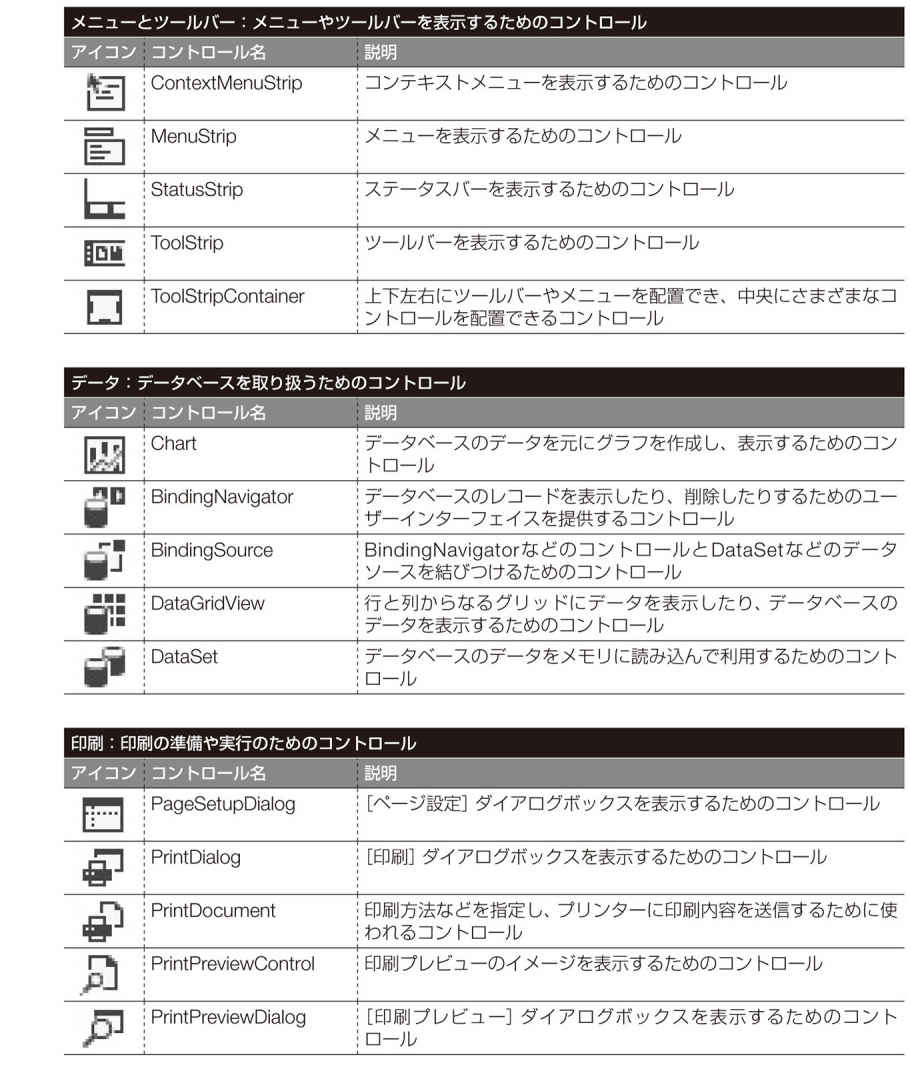 メニューとツールバー：メニューやツールバーを表示するためのコントロール
アイコン コントロール名 説明
ContextMenuStrip コンテキストメニューを表示するためのコントロール
MenuStrip メニューを表示するためのコントロール
StatusStrip ステータスバーを表示するためのコントロール
ToolStrip ツールバーを表示するためのコントロール
ToolStripContainer 上下左右にツールバーやメニューを配置でき、中央にさまざまなコ
ントロールを配置できるコントロール
データ：データベースを取り扱うためのコントロール
アイコン コントロール名 説明
Chart データベースのデータを元にグラフを作成し、表示するためのコン
トロール
BindingNavigator データベースのレコードを表示したり、削除したりするためのユー
ザーインターフェイスを提供するコントロール
BindingSource BindingNavigatorなどのコントロールとDataSetなどのデータ
ソースを結びつけるためのコントロール
DataGridView 行と列からなるグリッドにデータを表示したり、データベースの
データを表示するためのコントロール
DataSet データベースのデータをメモリに読み込んで利用するためのコント
ロール
印刷：印刷の準備や実行のためのコントロール
アイコン コントロール名 説明
PageSetupDialog ［ページ設定］ダイアログボックスを表示するためのコントロール
PrintDialog ［印刷］ダイアログボックスを表示するためのコントロール
PrintDocument 印刷方法などを指定し、プリンターに印刷内容を送信するために使
われるコントロール
PrintPreviewControl 印刷プレビューのイメージを表示するためのコントロール
PrintPreviewDialog ［印刷プレビュー］ダイアログボックスを表示するためのコント
ロール